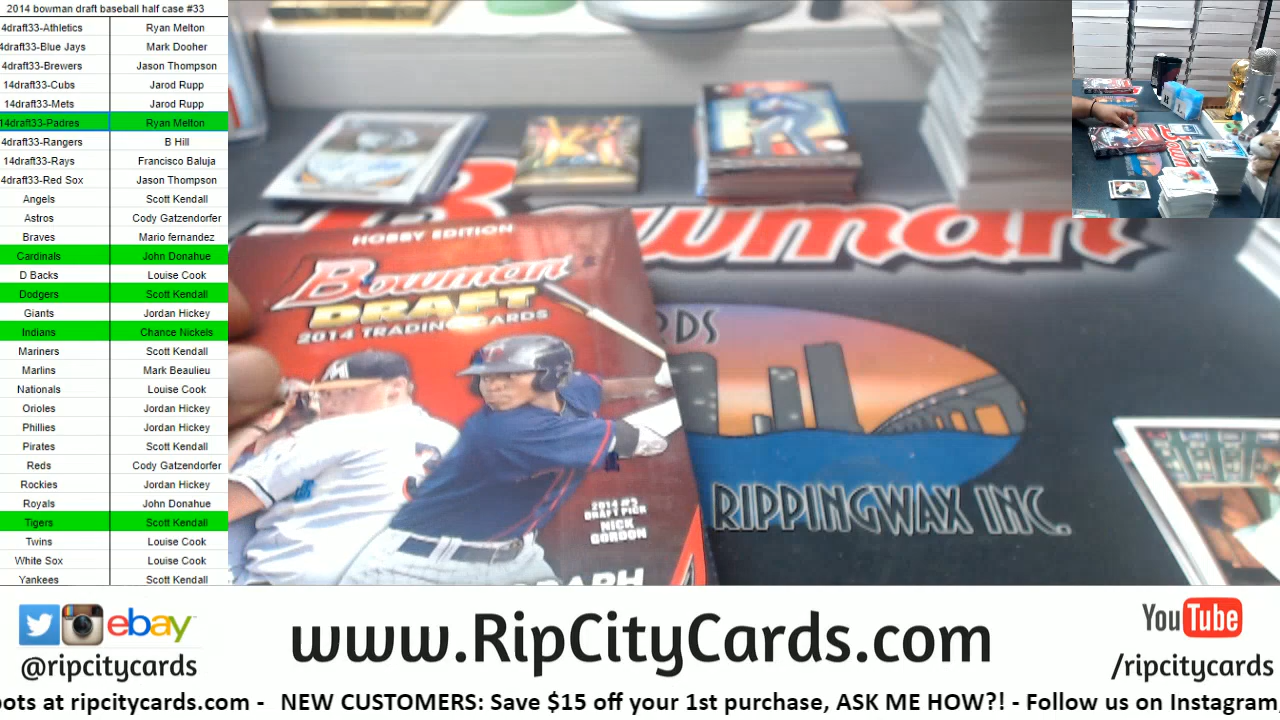 2014 bowman draft baseball half case #33
4draft33-Athletics Ryan Melton
4draft33-Blue Jays Mark Dooher
4draft33-Brewers Jason Thompson
14draft33-Cubs Jarod Rupp
14draft33-Mets Jarod Rupp
14draft33-Padres Ryan Melton
4draft33-Rangers B Hill
14draft33-Rays Francisco Baluja
4draft33-Red Sox Jason Thompson
Angels Scott Kendall
Astros Cody Gatzendorfer
Braves Mario fernandez
Cardinals John Donahue
D Backs Louise Cook
Dodgers Scott Kendall
Giants Jordan Hickey
Indians Chance Nickels
Mariners Scott Kendall
Marlins Mark Beaulieu
Nationals Louise Cook
Orioles Jordan Hickey
Phillies Jordan Hickey
Pirates Scott Kendall
Reds Cody Gatzendorfer
Rockies Jordan Hickey
Royals John Donahue
Tigers Scott Kendall
Twins Louise Cook
White Sox Louise Cook
Yankees Scott Kendall
Bowman
HOBBY EDITION
Bowman
DRAFT
2014 TRADING CARDS
2014 #5
DRAFT PICK
NICK
GORDON
RDS
RIPPINGWAX INC.
ebay
@ripcitycards
www.RipCityCards.com
YouTube
/ripcitycards
ots at ripcitycards.com - NEW CUSTOMERS: Save $15 off your 1st purchase, ASK ME HOW?! - Follow us on Instagram,